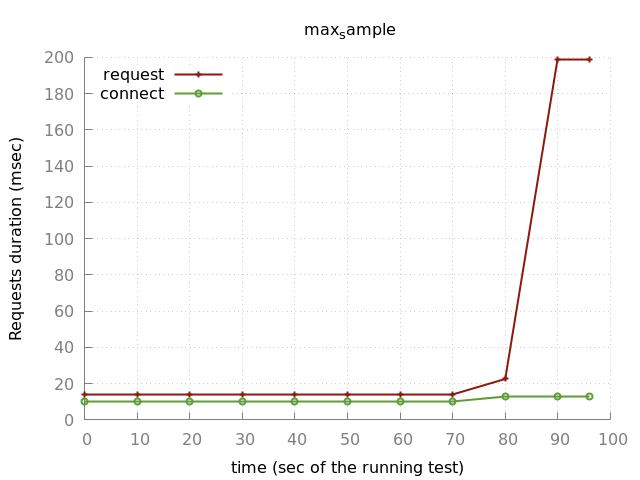 max_sample
request
connect
Requests duration (msec)
200
180
160
140
120
100
80
60
40
20
0
0 10 20 30 40 50 60 70 80 90 100
time (sec of the running test)